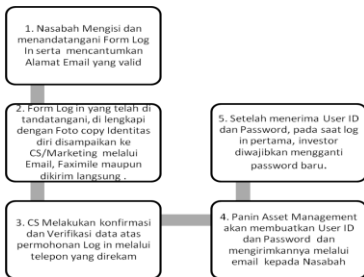 1. Nasabah Mengisi dan
menandatangani Form Log
In serta mencantumkan
Alamat Email yang valid
2. Form Log in yang telah di
tandatangani, di lengkapi
dengan Foto copy Identitas
diri disampaikan ke
CS/Marketing melalui
Email, Faximile maupun
dikirim langsung .
3. CS Melakukan konfirmasi
dan Verifikasi data atas
permohonan Log in melalui
telepon yang direkam
4. Panin Asset Management
akan membuatkan User ID
dan Password dan
mengirimkannya melalui
email kepada Nasabah
5. Setelah menerima User ID
dan Password, pada saat log
in pertama, investor
diwajibkan mengganti
password baru.